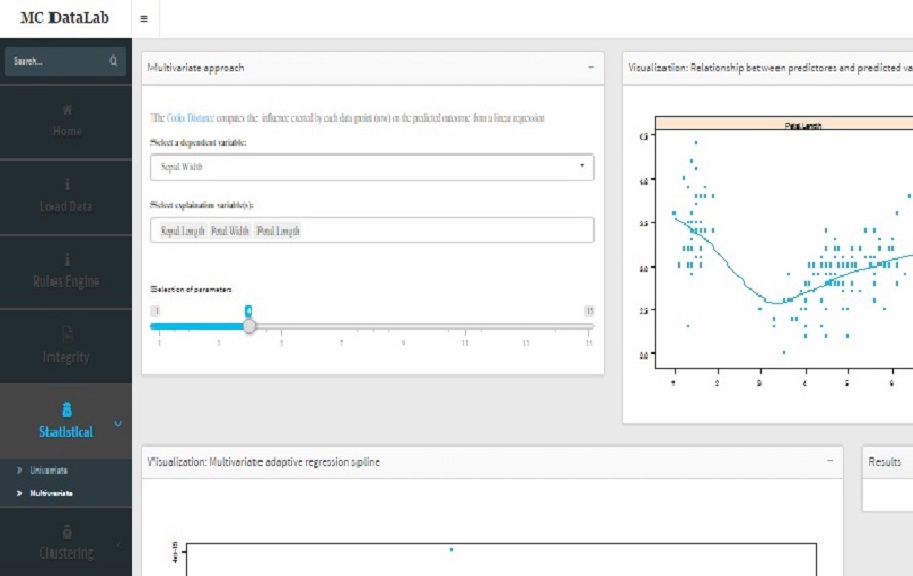 MC DataLab
Search...
Home
Load Data
Rules Engine
Integrity
Statistical
Univariate
Multivariate
Clustering
Multivariate approach
The Cooks Distance computes the influence created by each data point (row) on the predicted outcome from a linear regression
Select a dependent variable:
Sepal.Width
Select explanation variable(s):
Sepal.Length Petal.Width Petal.Length
Selection of parameters
1 15
1 3 5 7 9 11 13 15
Visualization: Relationship between predictores and predicted va
Petal.Length
4.5
4.0
3.5
3.0
2.5
2.0
1 2 3 4 5 6
Visualization: Multivariate adaptive regression spline
Results